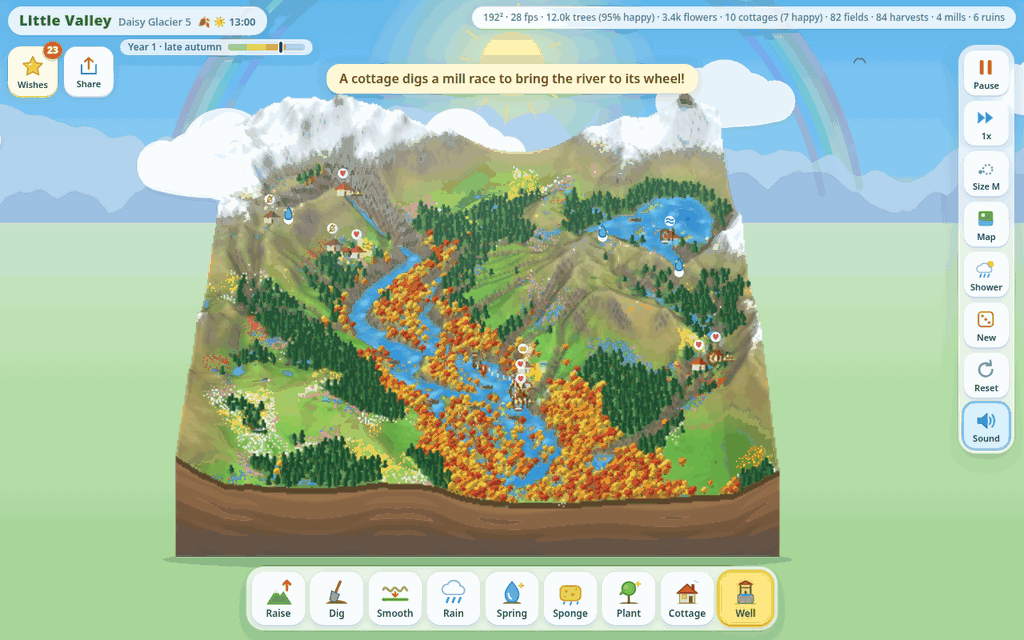 Little Valley Daisy Glacier 5 13:00
192² · 28 fps · 12.0k trees (95% happy) · 3.4k flowers · 10 cottages (7 happy) · 82 fields · 84 harvests · 4 mills · 6 ruins
Year 1 · late autumn
23
Wishes
Share
A cottage digs a mill race to bring the river to its wheel!
Pause
1x
Size M
Map
Shower
New
Reset
Sound
Raise
Dig
Smooth
Rain
Spring
Sponge
Plant
Cottage
Well